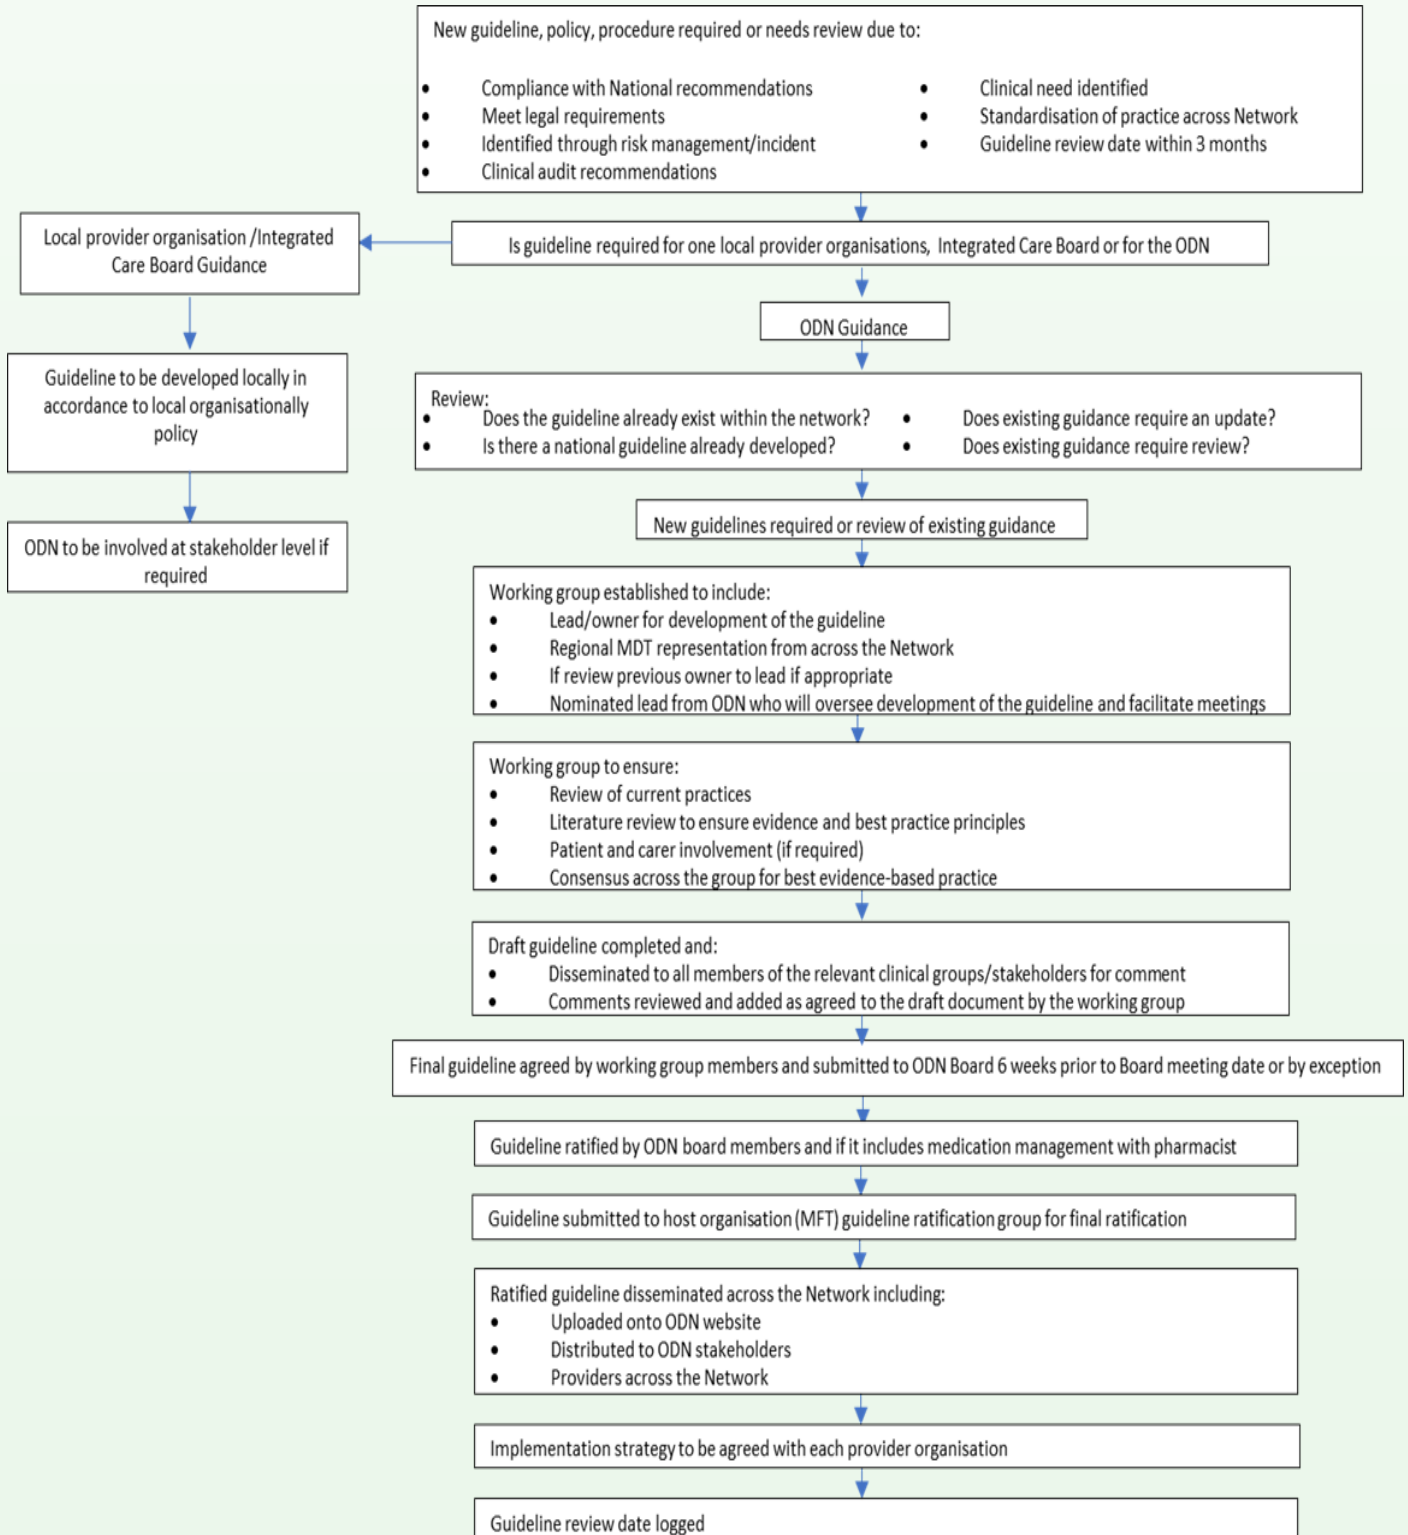 New guideline, policy, procedure required or needs review due to:
• Compliance with National recommendations
• Meet legal requirements
• Identified through risk management/incident
• Clinical audit recommendations
• Clinical need identified
• Standardisation of practice across Network
• Guideline review date within 3 months
Is guideline required for one local provider organisations, Integrated Care Board or for the ODN
Local provider organisation /Integrated
Care Board Guidance
Guideline to be developed locally in
accordance to local organisationally
policy
ODN to be involved at stakeholder level if
required
ODN Guidance
Review:
• Does the guideline already exist within the network?
• Is there a national guideline already developed?
• Does existing guidance require an update?
• Does existing guidance require review?
New guidelines required or review of existing guidance
Working group established to include:
• Lead/owner for development of the guideline
• Regional MDT representation from across the Network
• If review previous owner to lead if appropriate
• Nominated lead from ODN who will oversee development of the guideline and facilitate meetings
Working group to ensure:
• Review of current practices
• Literature review to ensure evidence and best practice principles
• Patient and carer involvement (if required)
• Consensus across the group for best evidence-based practice
Draft guideline completed and:
• Disseminated to all members of the relevant clinical groups/stakeholders for comment
• Comments reviewed and added as agreed to the draft document by the working group
Final guideline agreed by working group members and submitted to ODN Board 6 weeks prior to Board meeting date or by exception
Guideline ratified by ODN board members and if it includes medication management with pharmacist
Guideline submitted to host organisation (MFT) guideline ratification group for final ratification
Ratified guideline disseminated across the Network including:
• Uploaded onto ODN website
• Distributed to ODN stakeholders
• Providers across the Network
Implementation strategy to be agreed with each provider organisation
Guideline review date logged